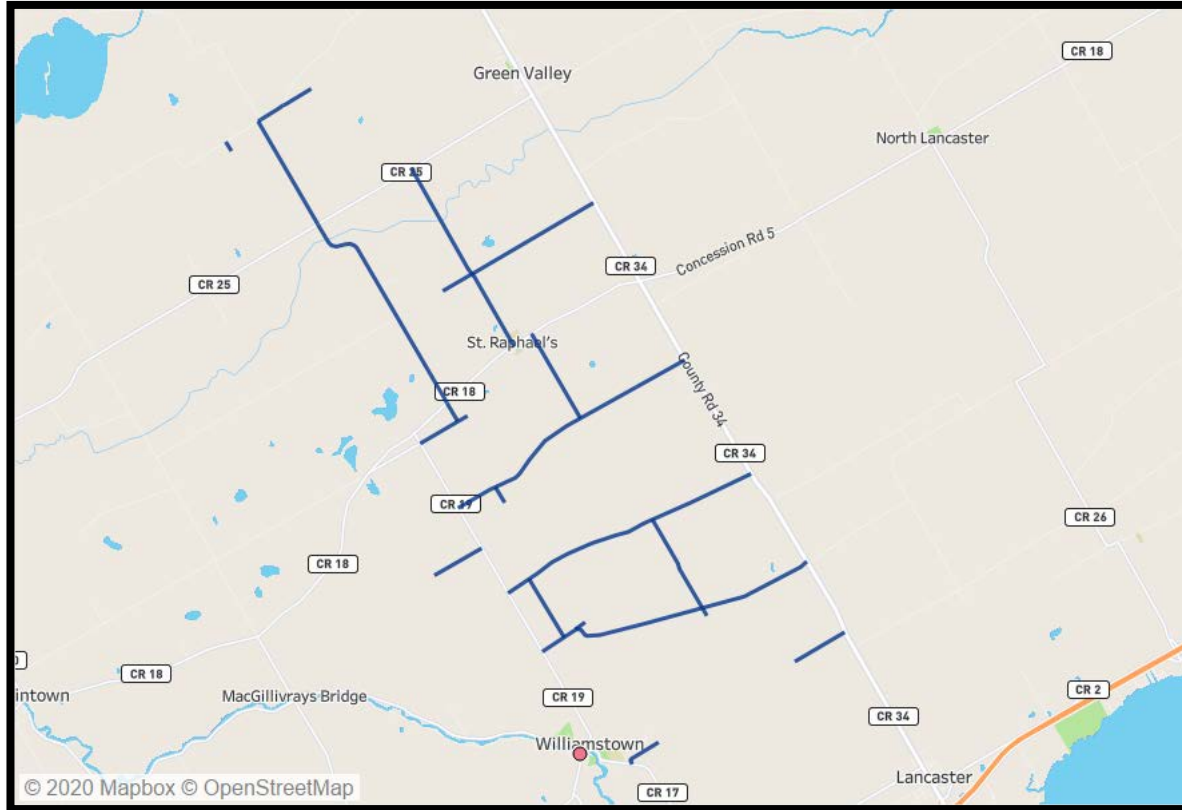 CR 18
Green Valley
North Lancaster
CR 25
Concession Rd 5
CR 34
CR 25
St. Raphael's
CR 18
County Rd 34
CR 34
CR 19
CR 26
CR 18
CR 18
intown
MacGillivrays Bridge
CR 19
CR 2
CR 34
Williamstown
Lancaster
CR 17
© 2020 Mapbox © OpenStreetMap